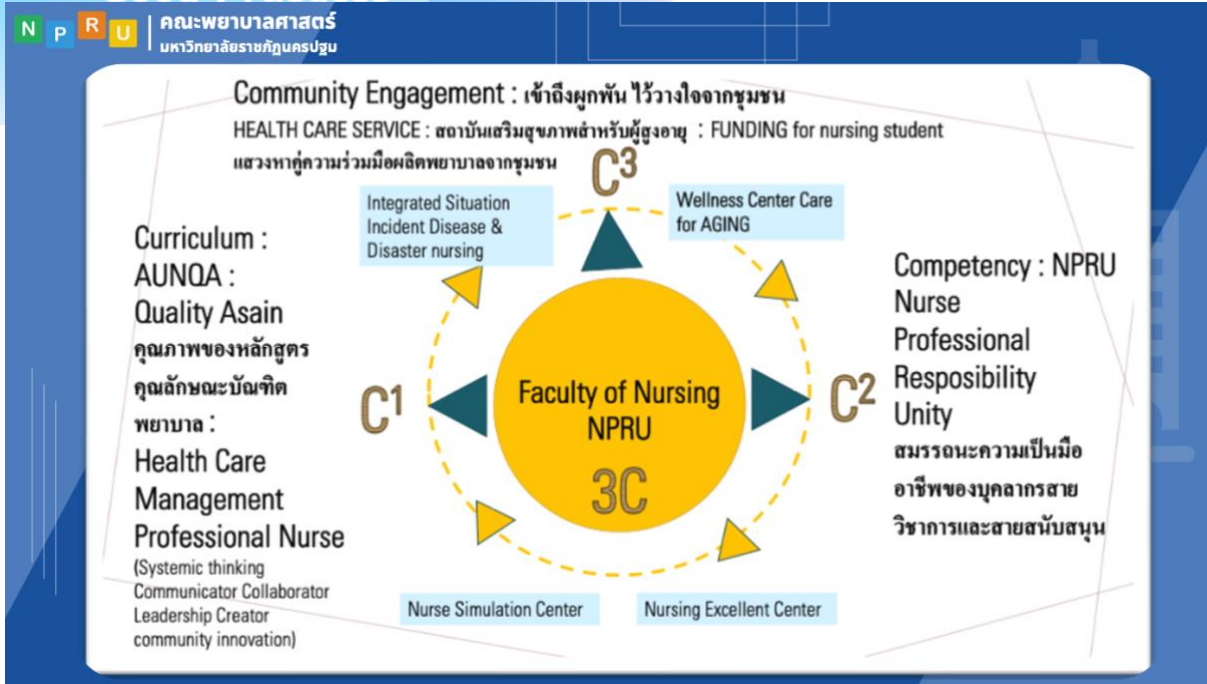 N P R U
คณะพยาบาลศาสตร์
มหาวิทยาลัยราชภัฏนครปฐม
Community Engagement : เข้าถึงผูกพัน ไว้วางใจจากชุมชน
HEALTH CARE SERVICE : สถาบันเสริมสุขภาพสำหรับผู้สูงอายุ : FUNDING for nursing student
แสวงหาคู่ความร่วมมือผลิตพยาบาลจากชุมชน
C3
Integrated Situation
Incident Disease &
Disaster nursing
Wellness Center Care
for AGING
Curriculum :
AUNQA :
Quality Asain
คุณภาพของหลักสูตร
คุณลักษณะบัณฑิต
พยาบาล :
Health Care
Management
Professional Nurse
(Systemic thinking
Communicator Collaborator
Leadership Creator
community innovation)
C1
Faculty of Nursing
NPRU
3C
C2
Competency : NPRU
Nurse
Professional
Resposibility
Unity
สมรรถนะความเป็นมือ
อาชีพของบุคลากรสาย
วิชาการและสายสนับสนุน
Nurse Simulation Center
Nursing Excellent Center